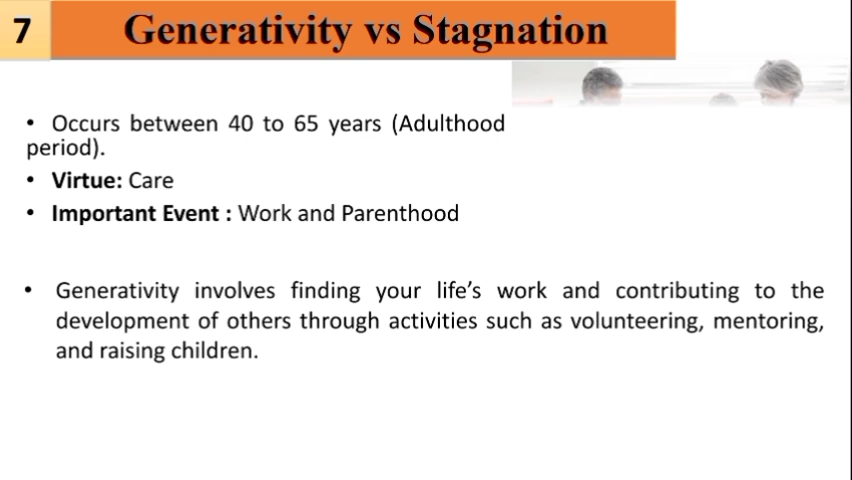 7
Generativity vs Stagnation
• Occurs between 40 to 65 years (Adulthood
period).
• Virtue: Care
• Important Event : Work and Parenthood
• Generativity involves finding your life’s work and contributing to the
development of others through activities such as volunteering, mentoring,
and raising children.